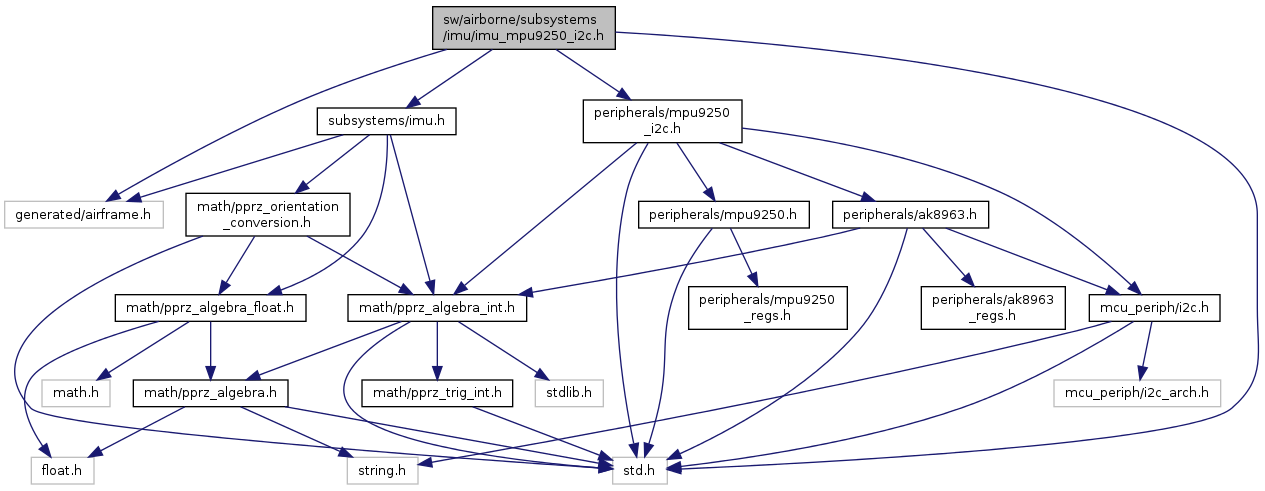 sw/airborne/subsystems
/imu/imu_mpu9250_i2c.h
subsystems/imu.h
peripherals/mpu9250
_i2c.h
generated/airframe.h
math/pprz_orientation
_conversion.h
peripherals/mpu9250.h
peripherals/ak8963.h
math/pprz_algebra_float.h
math/pprz_algebra_int.h
peripherals/mpu9250
_regs.h
peripherals/ak8963
_regs.h
mcu_periph/i2c.h
math.h
math/pprz_algebra.h
math/pprz_trig_int.h
stdlib.h
mcu_periph/i2c_arch.h
float.h
string.h
std.h